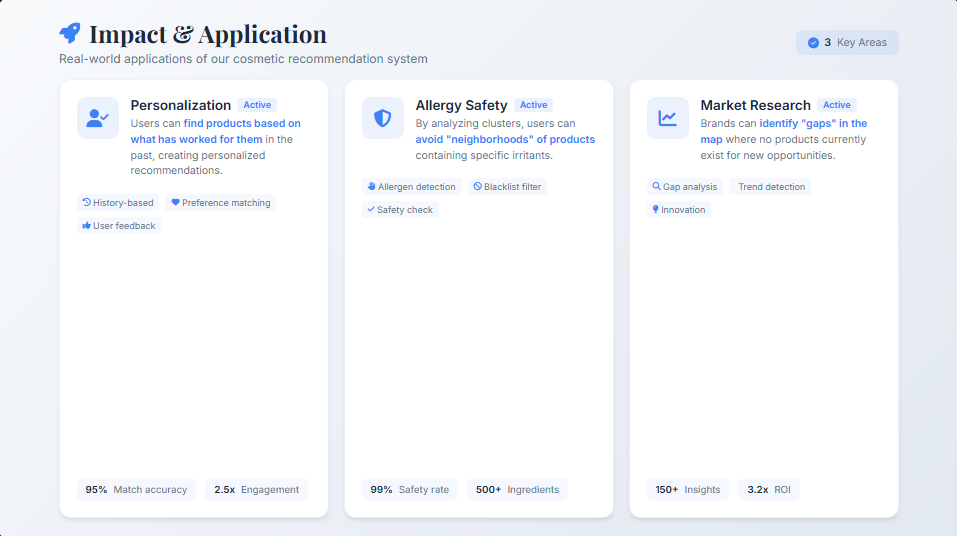 Impact & Application
Real-world applications of our cosmetic recommendation system
3 Key Areas
Personalization Active
Users can find products based on
what has worked for them in the
past, creating personalized
recommendations.
History-based Preference matching
User feedback
95% Match accuracy 2.5x Engagement
Allergy Safety Active
By analyzing clusters, users can
avoid "neighborhoods" of products
containing specific irritants.
Allergen detection Blacklist filter
Safety check
99% Safety rate 500+ Ingredients
Market Research Active
Brands can identify "gaps" in the
map where no products currently
exist for new opportunities.
Gap analysis Trend detection
Innovation
150+ Insights 3.2x ROI